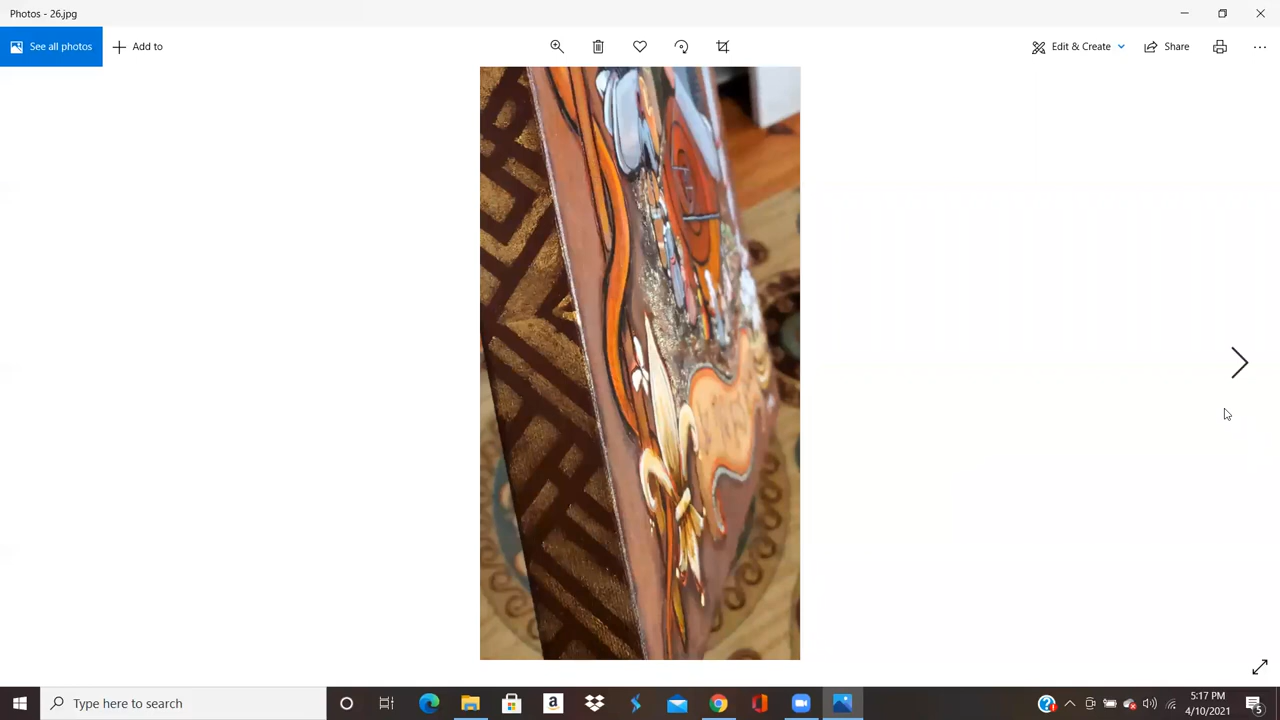 Photos - 26.jpg
See all photos
Add to
Edit & Create
Share
Type here to search
5:17 PM
4/10/2021
5